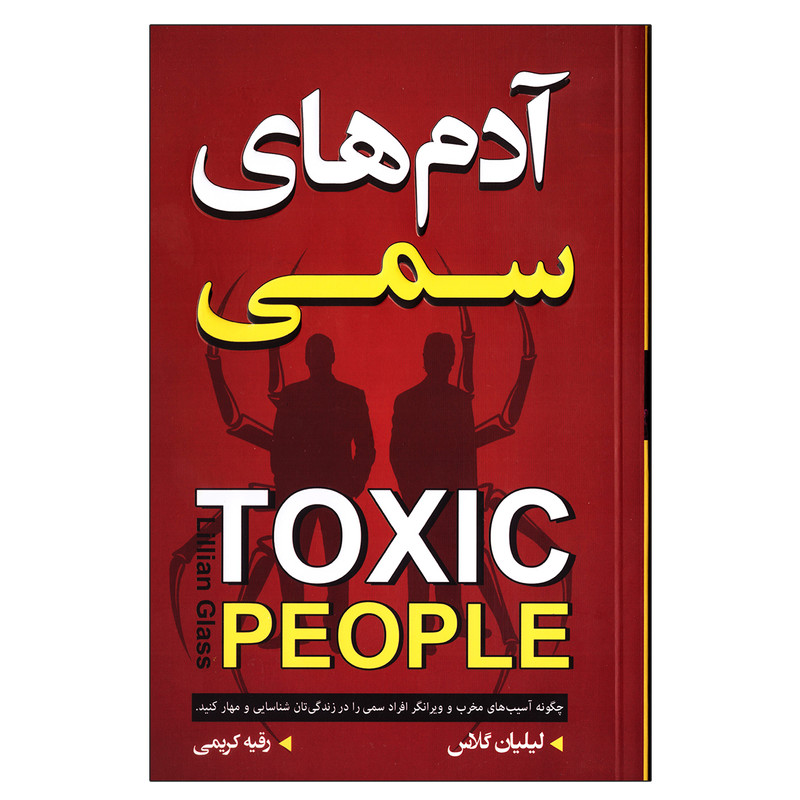 آدم‌های
سمی
TOXIC
PEOPLE
Lillian Glass
چگونه آسیب‌های مخرب و ویرانگر افراد سمی را در زندگی‌تان شناسایی و مهار کنید.
لیلیان گلاس
رقیه کریمی